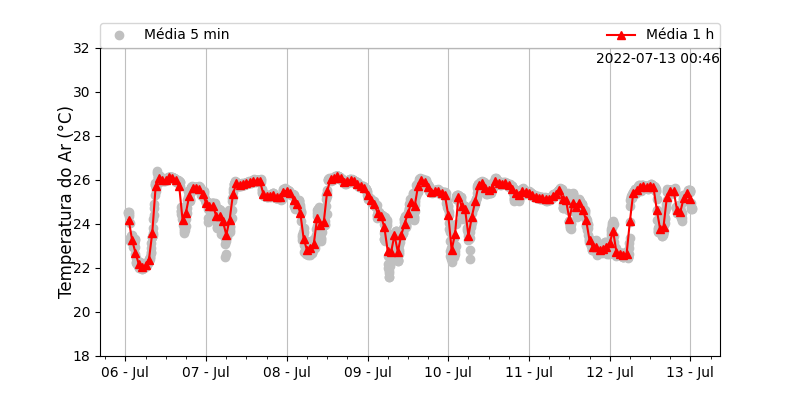 Média 5 min
Média 1 h
2022-07-13 00:46
Temperatura do Ar (°C)
32
30
28
26
24
22
20
18
06 - Jul
07 - Jul
08 - Jul
09 - Jul
10 - Jul
11 - Jul
12 - Jul
13 - Jul